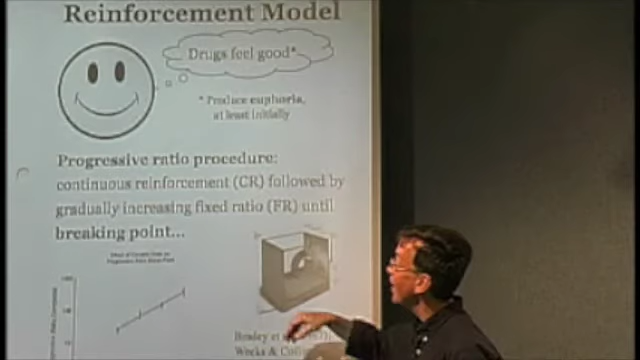 Reinforcement Model
Drugs feel good*
* Produce euphoria,
at least initially
Progressive ratio procedure:
continuous reinforcement (CR) followed by
gradually increasing fixed ratio (FR) until
breaking point...
Weeks &